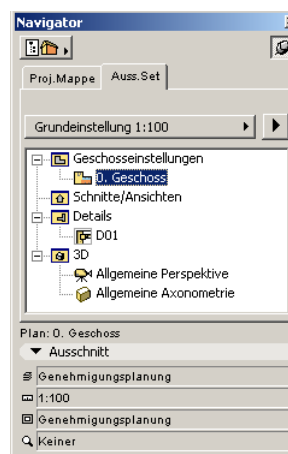 Navigator
Proj.Mappe Auss.Set
Grundeinstellung 1:100
Geschosseinstellungen
0. Geschoss
Schnitte/Ansichten
Details
D01
3D
Allgemeine Perspektive
Allgemeine Axonometrie
Plan: 0. Geschoss
Ausschnitt
Genehmigungsplanung
1:100
Genehmigungsplanung
Keiner